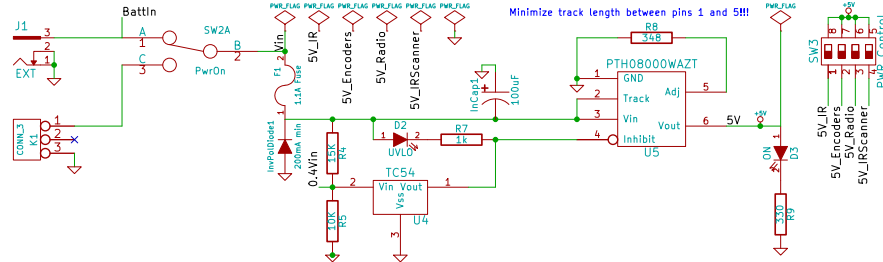 BattIn
J1
3
2
1
EXT
CONN_3
K1
1
2
3
SW2A
A
1
C
3
B
2
PwrOn
PWR_FLAG
PWR_FLAG
PWR_FLAG
PWR_FLAG
PWR_FLAG
PWR_FLAG
Vin
5V_IR
5V_Encoders
5V_Radio
5V_IRScanner
2
F1
1.1A Fuse
1
InvPolDiode1
200mA min
15K
R4
0.4Vin
10K
R5
D2
1
2
UVLO
R7
1k
TC54
2
Vin Vout
1
Vss
3
U4
InCap1
100uF
Minimize track length between pins 1 and 5!!!
R8
348
PTH08000WAZT
1
GND
2
Track
3
Vin
4
Inhibit
Adj
5
Vout
6
U5
5V
+5V
PWR_FLAG
ON
1
2
D3
330
R9
+5V
SW3
8
7
6
5
1
2
3
4
PWR_Control
5V_IR
5V_Encoders
5V_Radio
5V_IRScanner